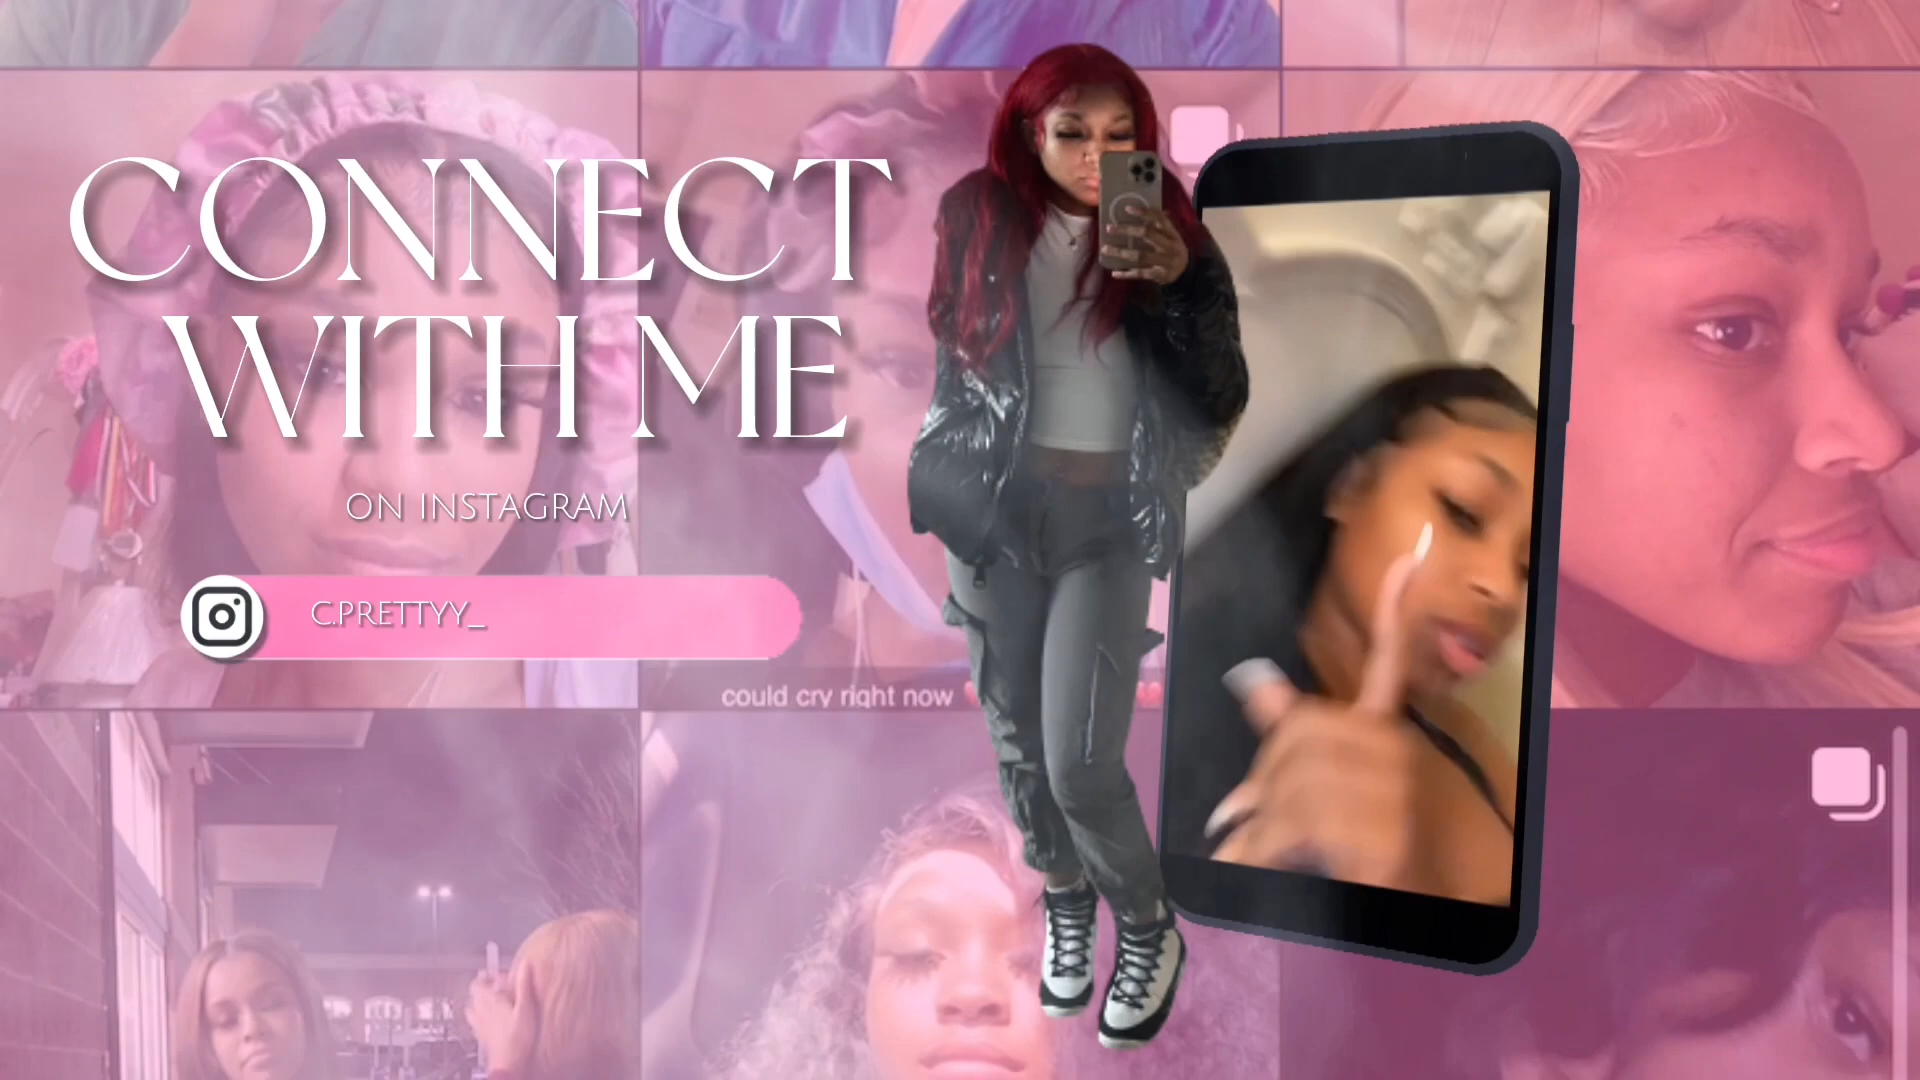 CONNECT
WITH ME
ON INSTAGRAM
C.PRETTYY_
could cry right now